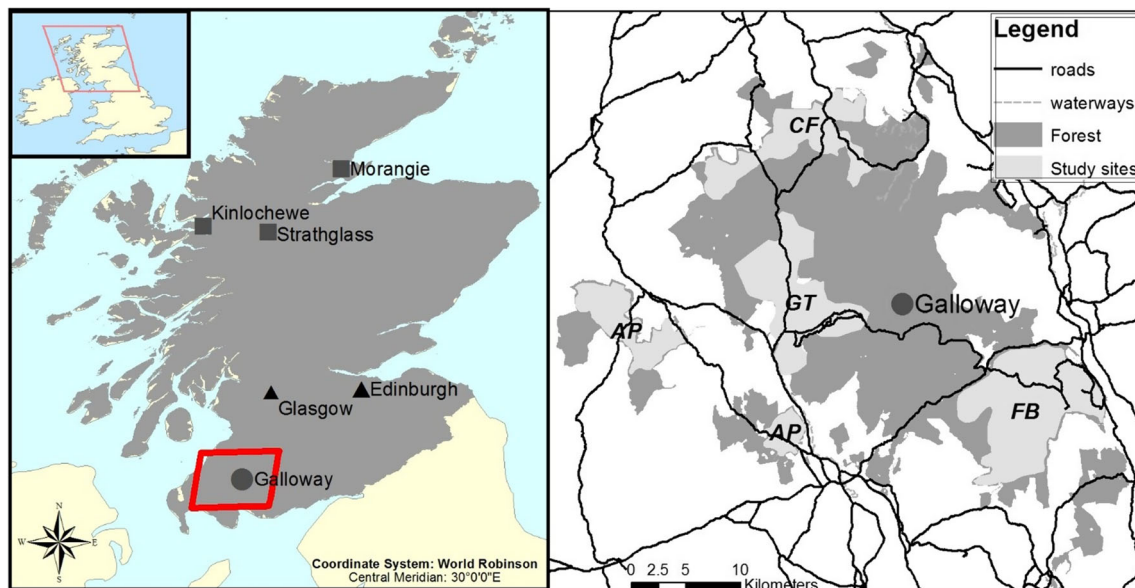 Morangie
Kinlochewe
Strathglass
Edinburgh
Glasgow
Galloway
N
W E
S
Coordinate System: World Robinson
Central Meridian: 30°0'0"E
Legend
roads
waterways
Forest
Study sites
CF
GT
Galloway
AP
FB
AP
0 2.5 5 10
Kilometers